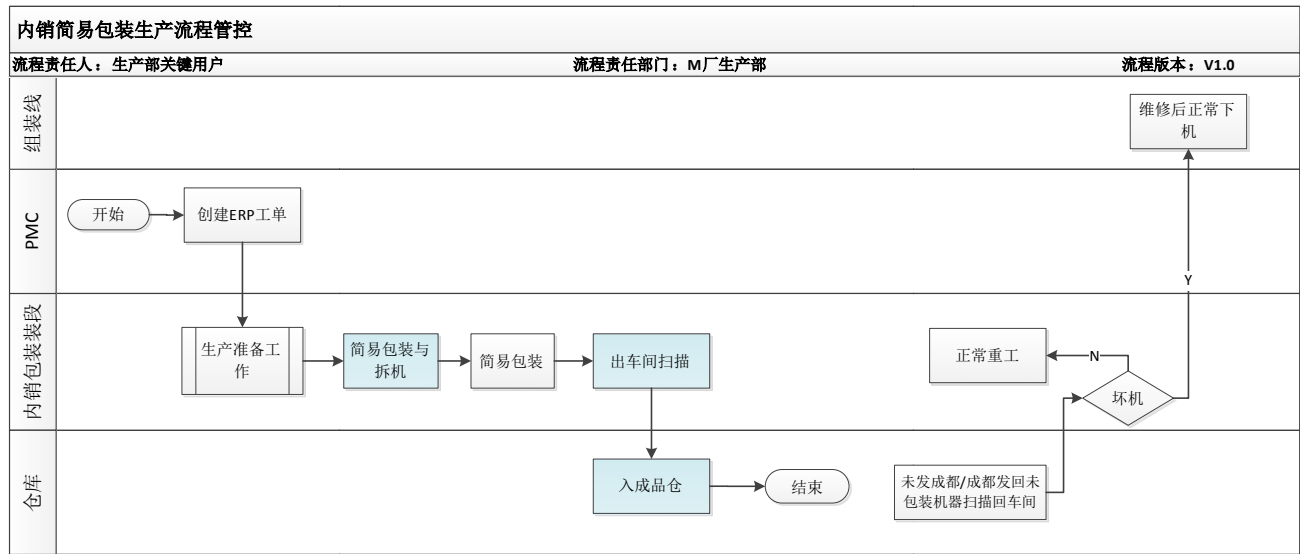 内销简易包装生产流程管控
流程责任人：生产部关键用户
流程责任部门：M厂生产部
流程版本：V1.0
组装线
维修后正常下
机
PMC
开始
创建ERP工单
Y
内销包装装段
生产准备工
作
简易包装与
拆机
简易包装
出车间扫描
正常重工
N
坏机
仓库
入成品仓
结束
未发成都/成都发回未
包装机器扫描回车间